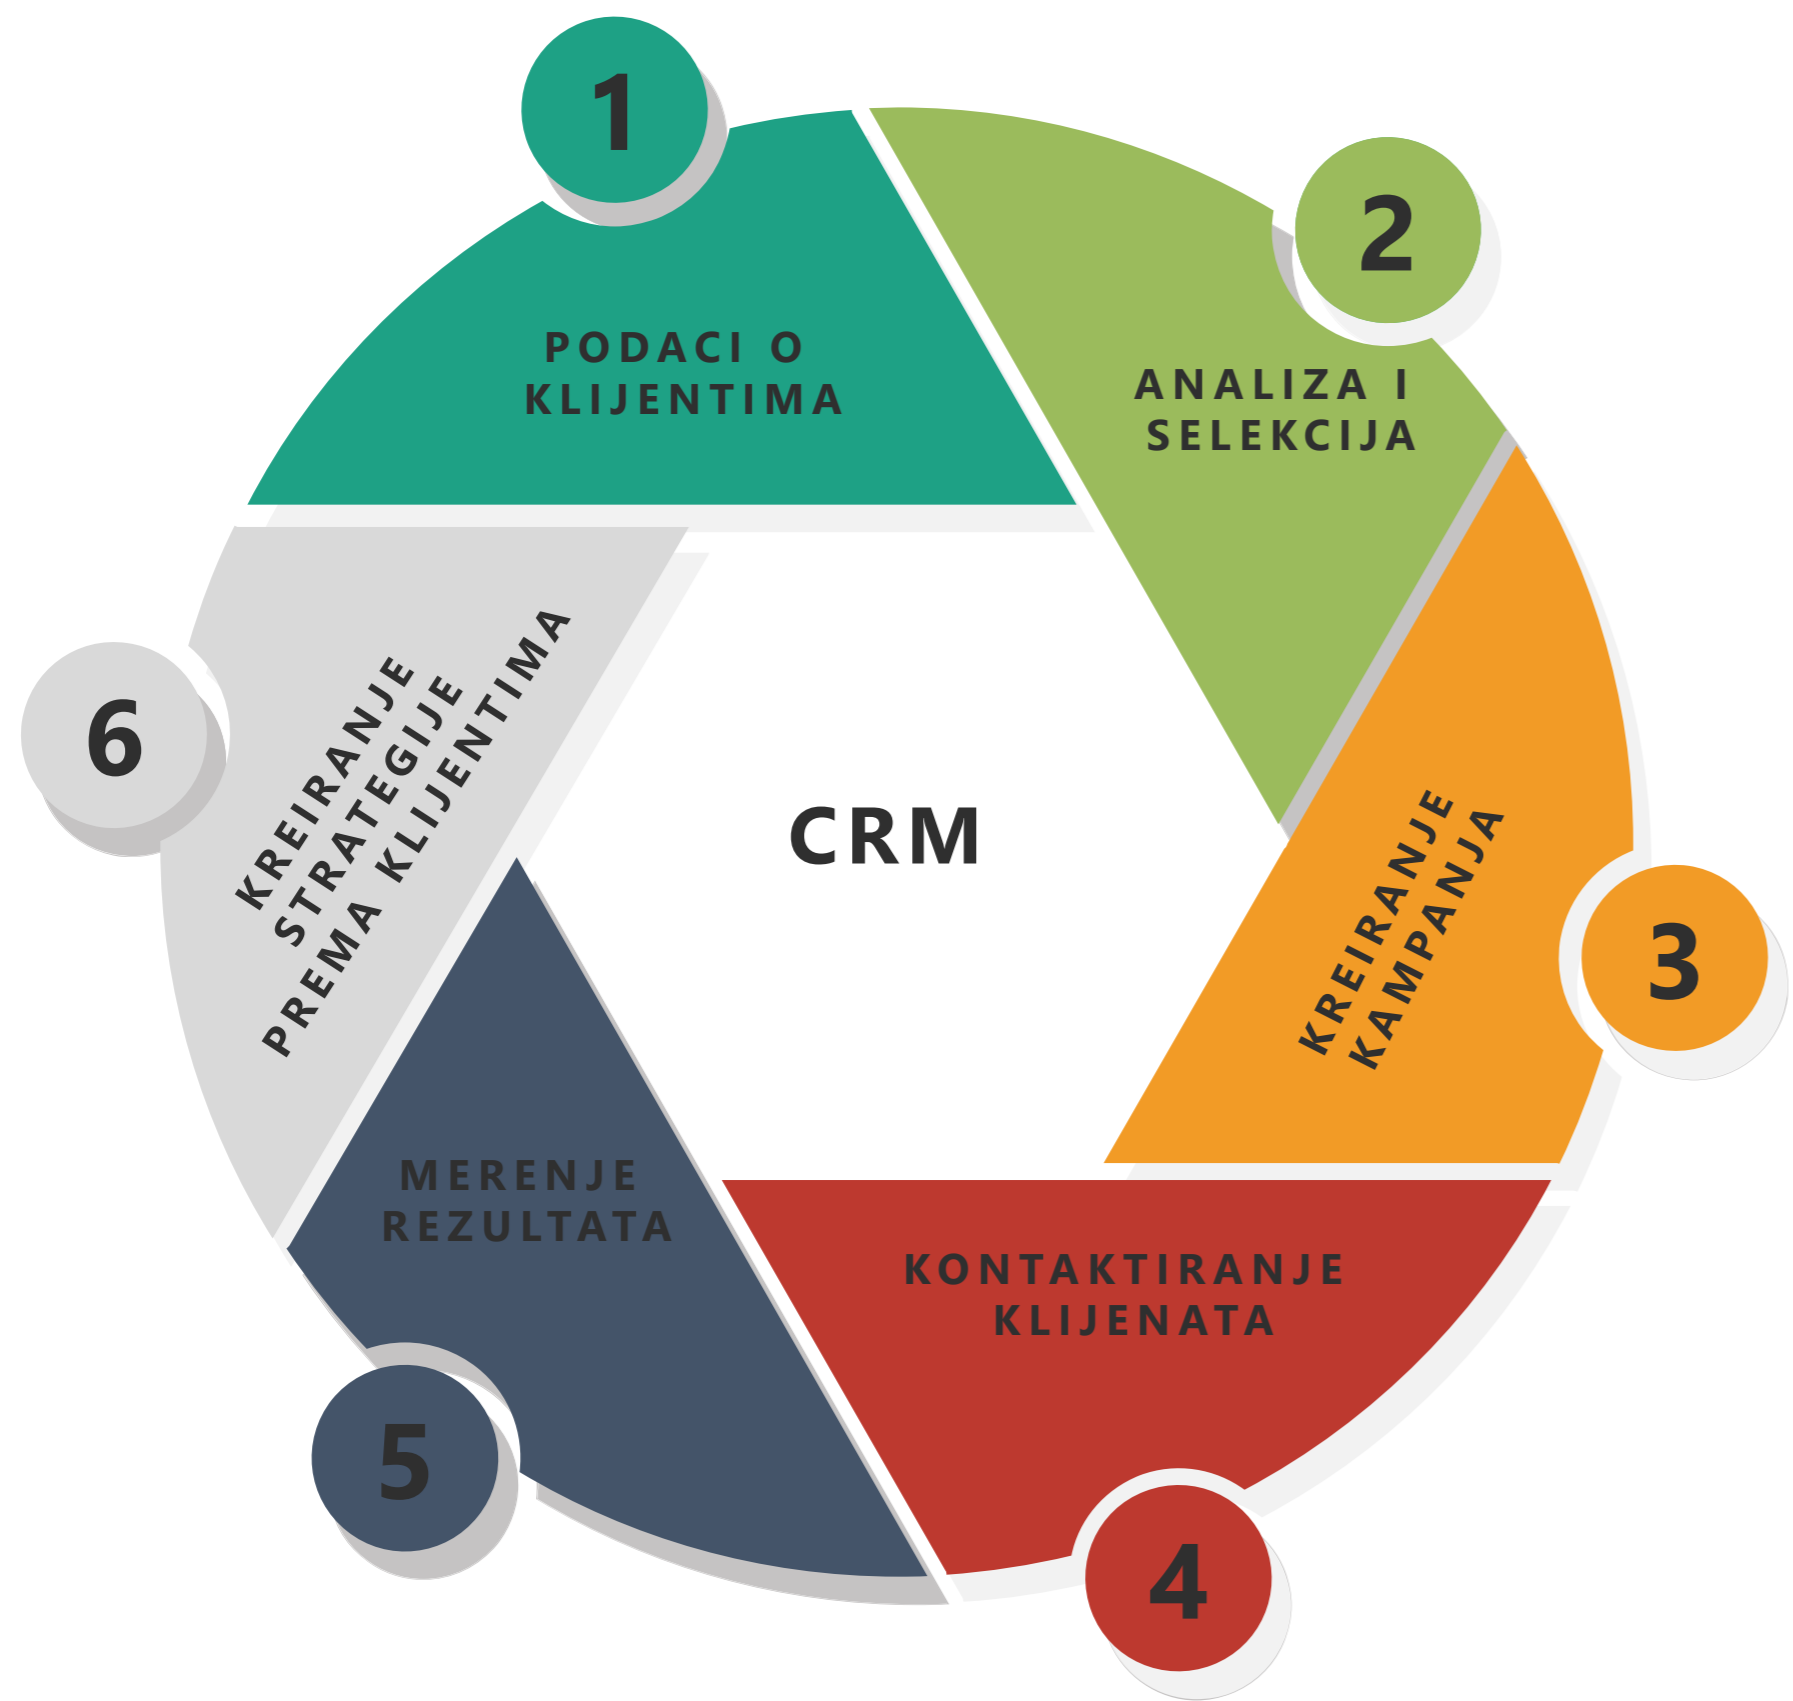 1
PODACI O
KLIJENTIMA
2
ANALIZA I
SELEKCIJA
3
KREIRANJE
KAMPANJA
4
KONTAKTIRANJE
KLIJENATA
5
MERENJE
REZULTATA
6
KREIRANJE
STRATEGIJE
PREMA KLIJENTIMA
CRM